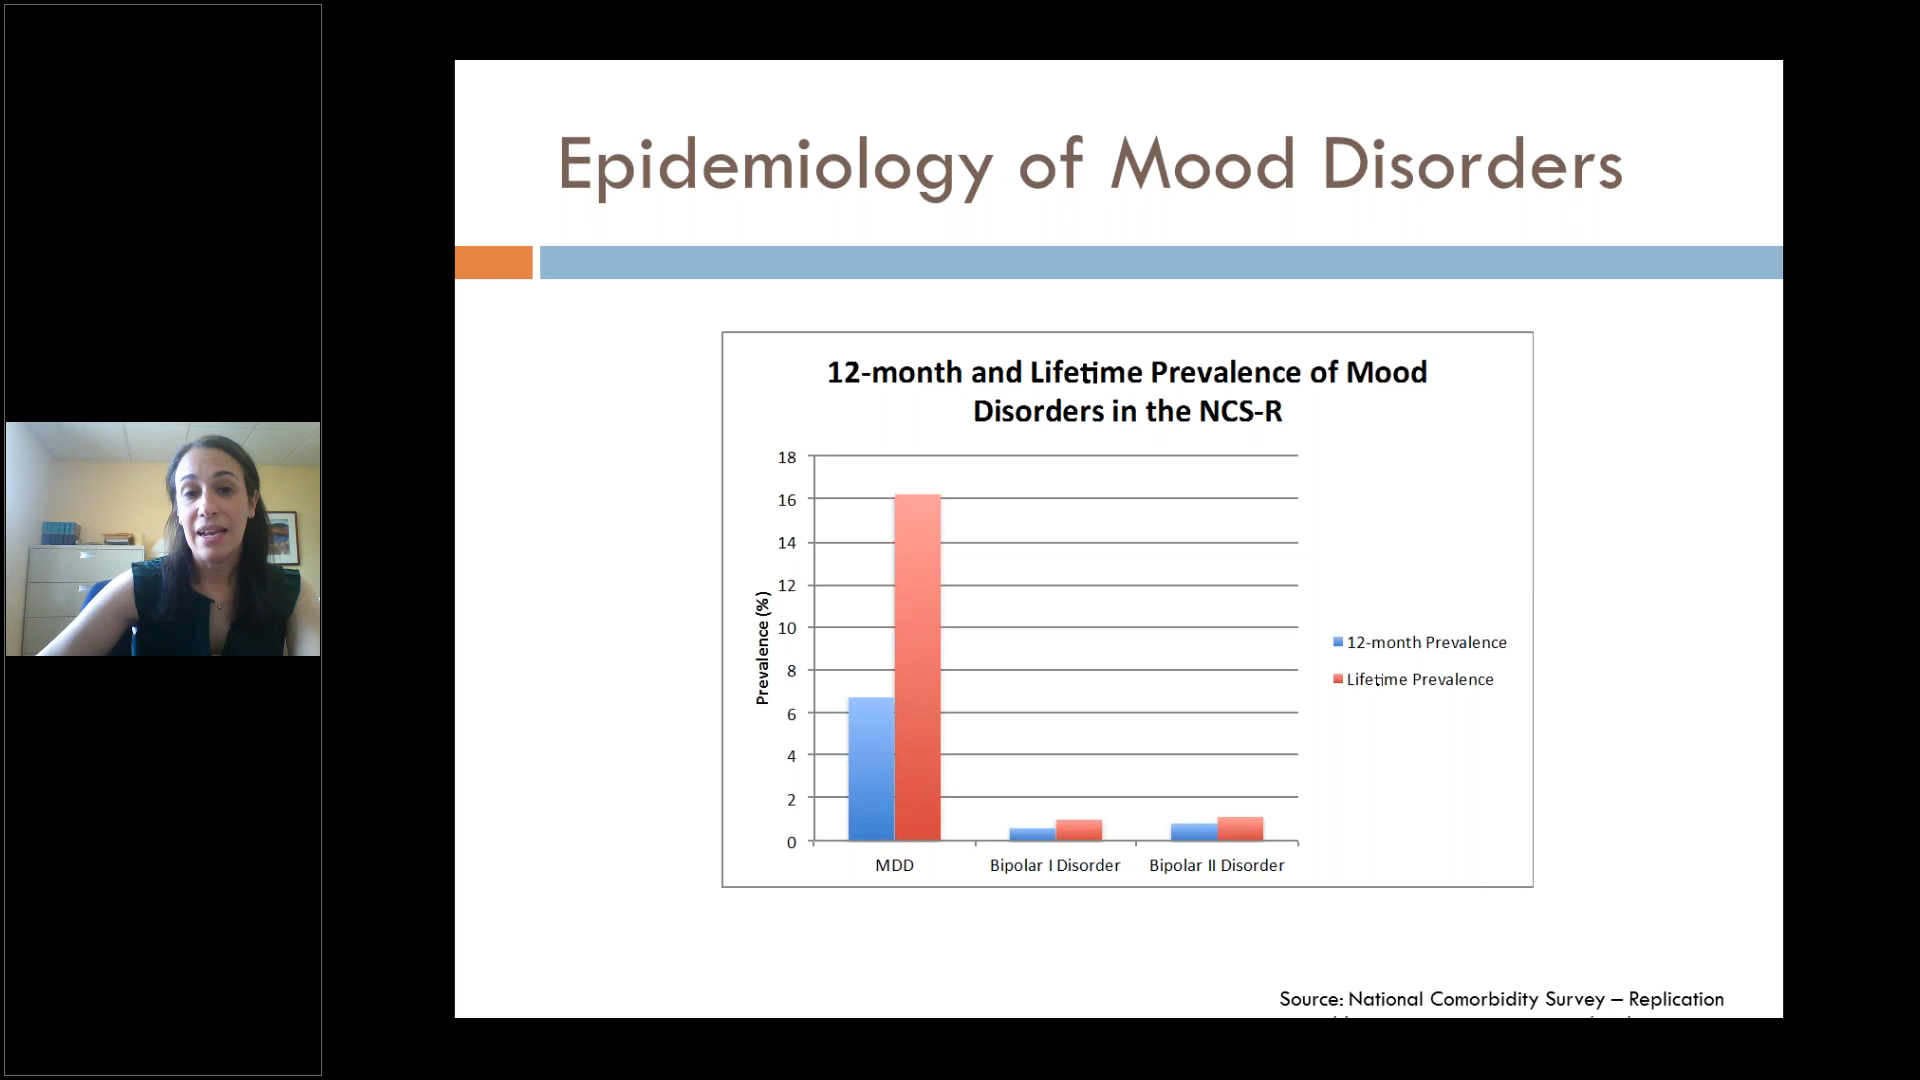 Epidemiology of Mood Disorders
12-month and Lifetime Prevalence of Mood
Disorders in the NCS-R
18
16
14
12
10
8
6
4
2
0
Prevalence (%)
MDD
Bipolar I Disorder
Bipolar II Disorder
12-month Prevalence
Lifetime Prevalence
Source: National Comorbidity Survey – Replication